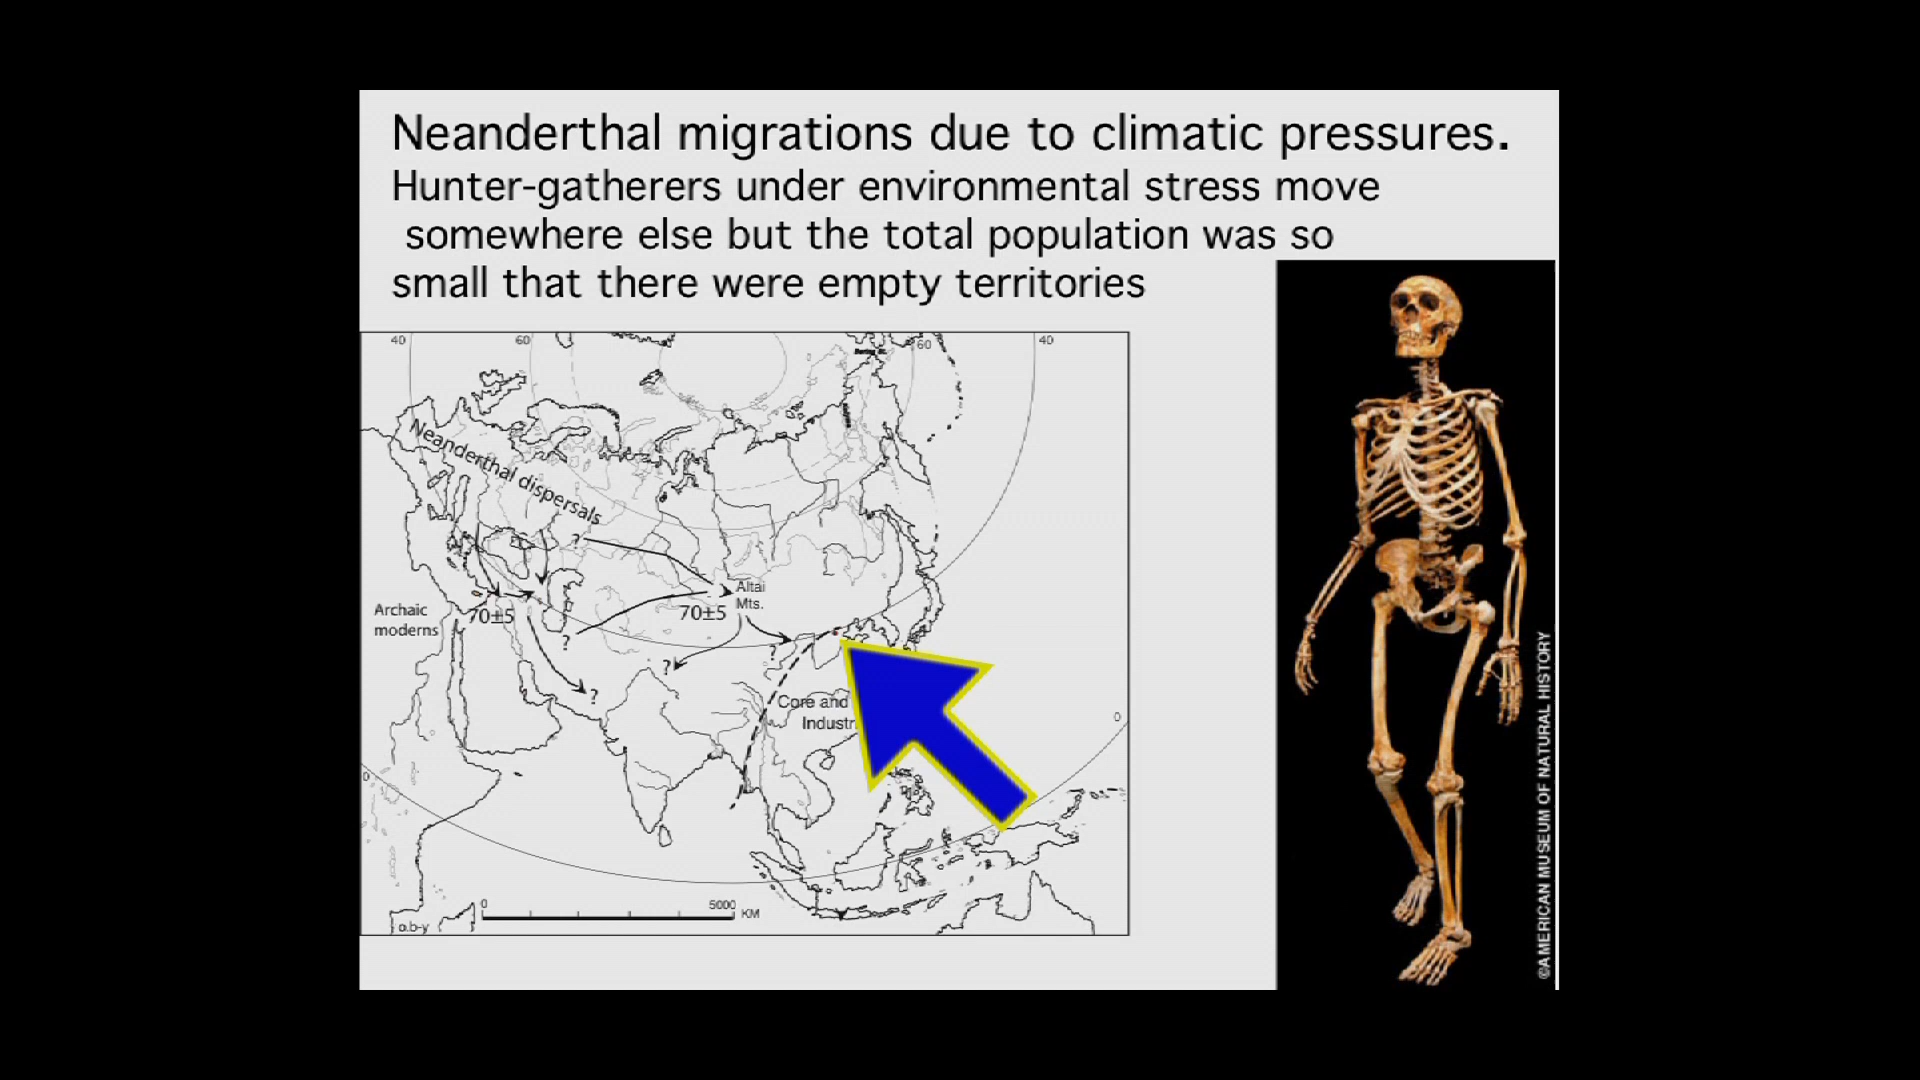 Neanderthal migrations due to climatic pressures.
Hunter-gatherers under environmental stress move
somewhere else but the total population was so
small that there were empty territories
40
60
60
40
Neanderthal dispersals
?
Altai
Mts.
Archaic
moderns
70±5
70±5
?
?
?
?
Core and
Industr
0
0
0
5000
KM
a.b-y
©AMERICAN MUSEUM OF NATURAL HISTORY